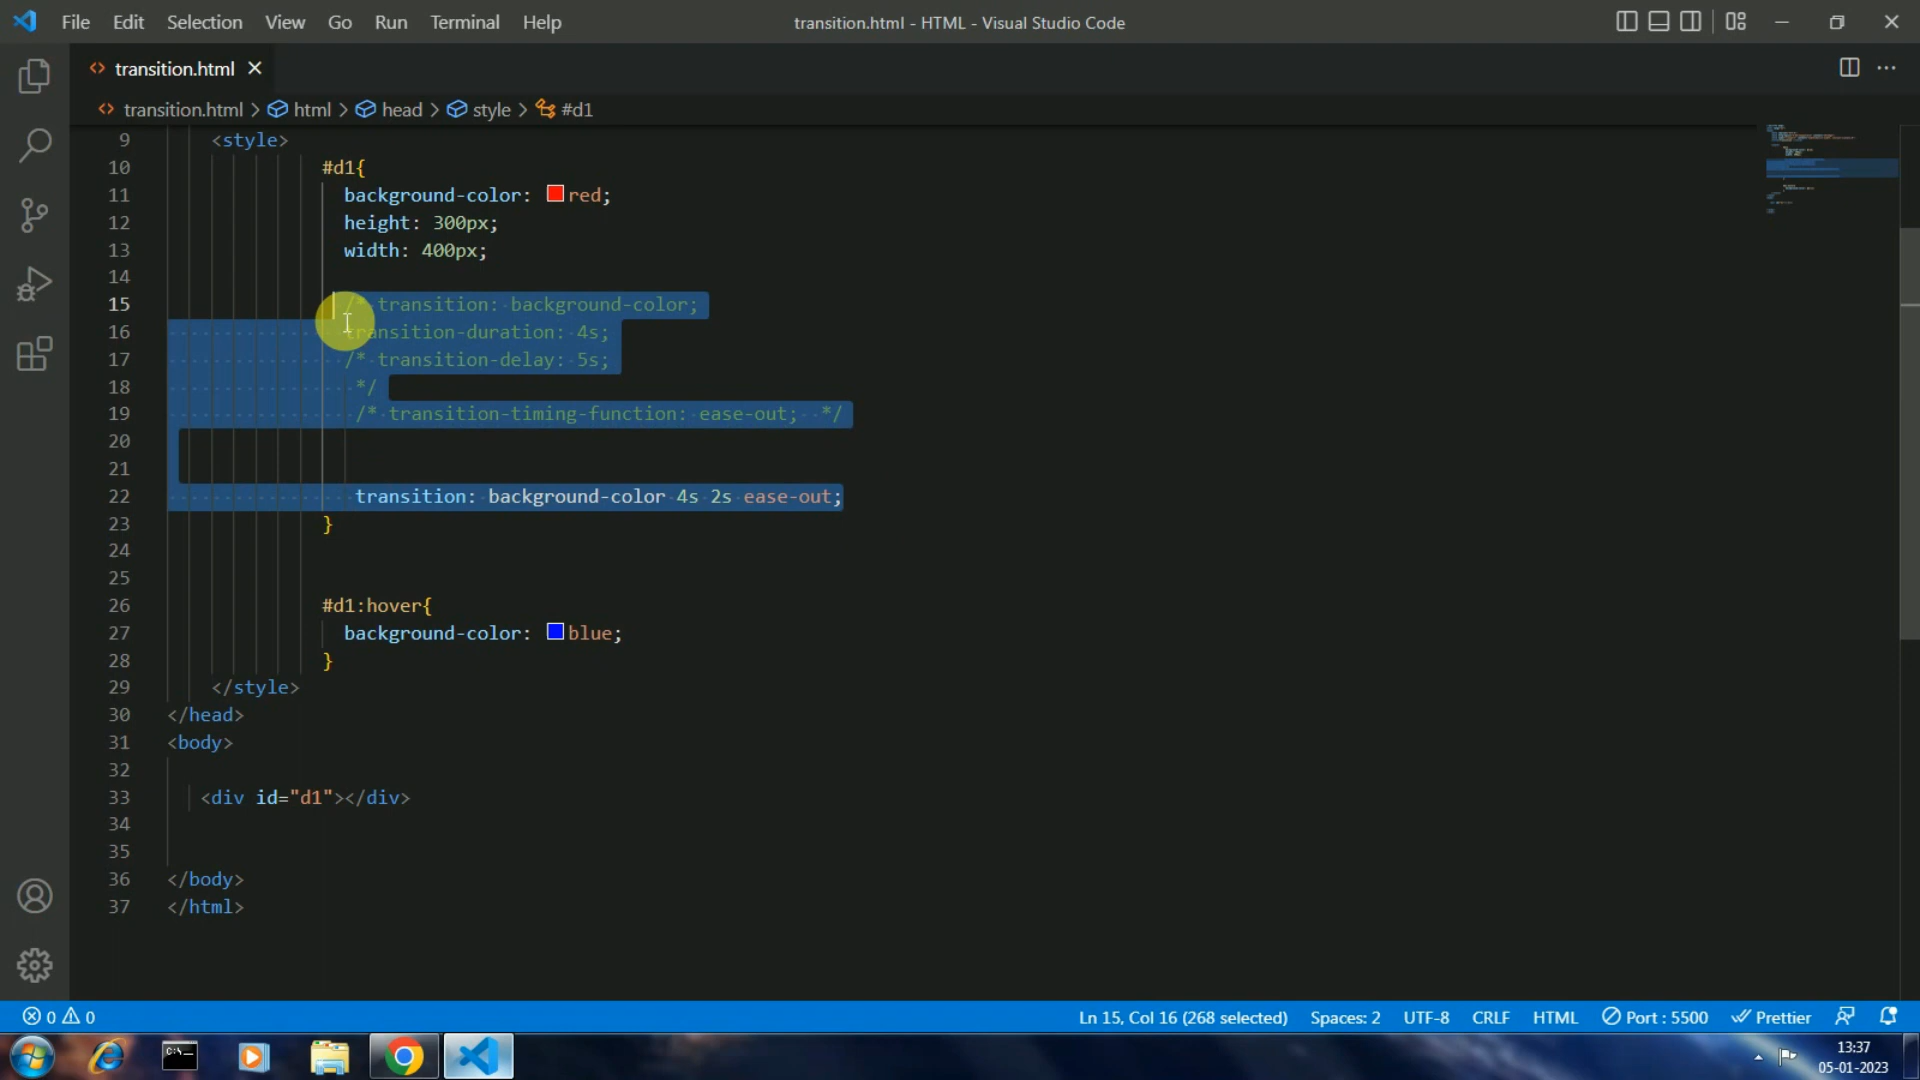 File Edit Selection View Go Run Terminal Help
transition.html - HTML - Visual Studio Code
transition.html
transition.html > html > head > style > #d1
9 <style>
10 #d1{
11 background-color: red;
12 height: 300px;
13 width: 400px;
14
15 /* transition: background-color;
16 transition-duration: 4s;
17 /* transition-delay: 5s;
18 */
19 /* transition-timing-function: ease-out; */
20
21
22 transition: background-color 4s 2s ease-out;
23 }
24
25
26 #d1:hover{
27 background-color: blue;
28 }
29 </style>
30 </head>
31 <body>
32
33 <div id="d1"></div>
34
35
36 </body>
37 </html>
0 0 Ln 15, Col 16 (268 selected) Spaces: 2 UTF-8 CRLF HTML Port : 5500 Prettier
13:37
05-01-2023